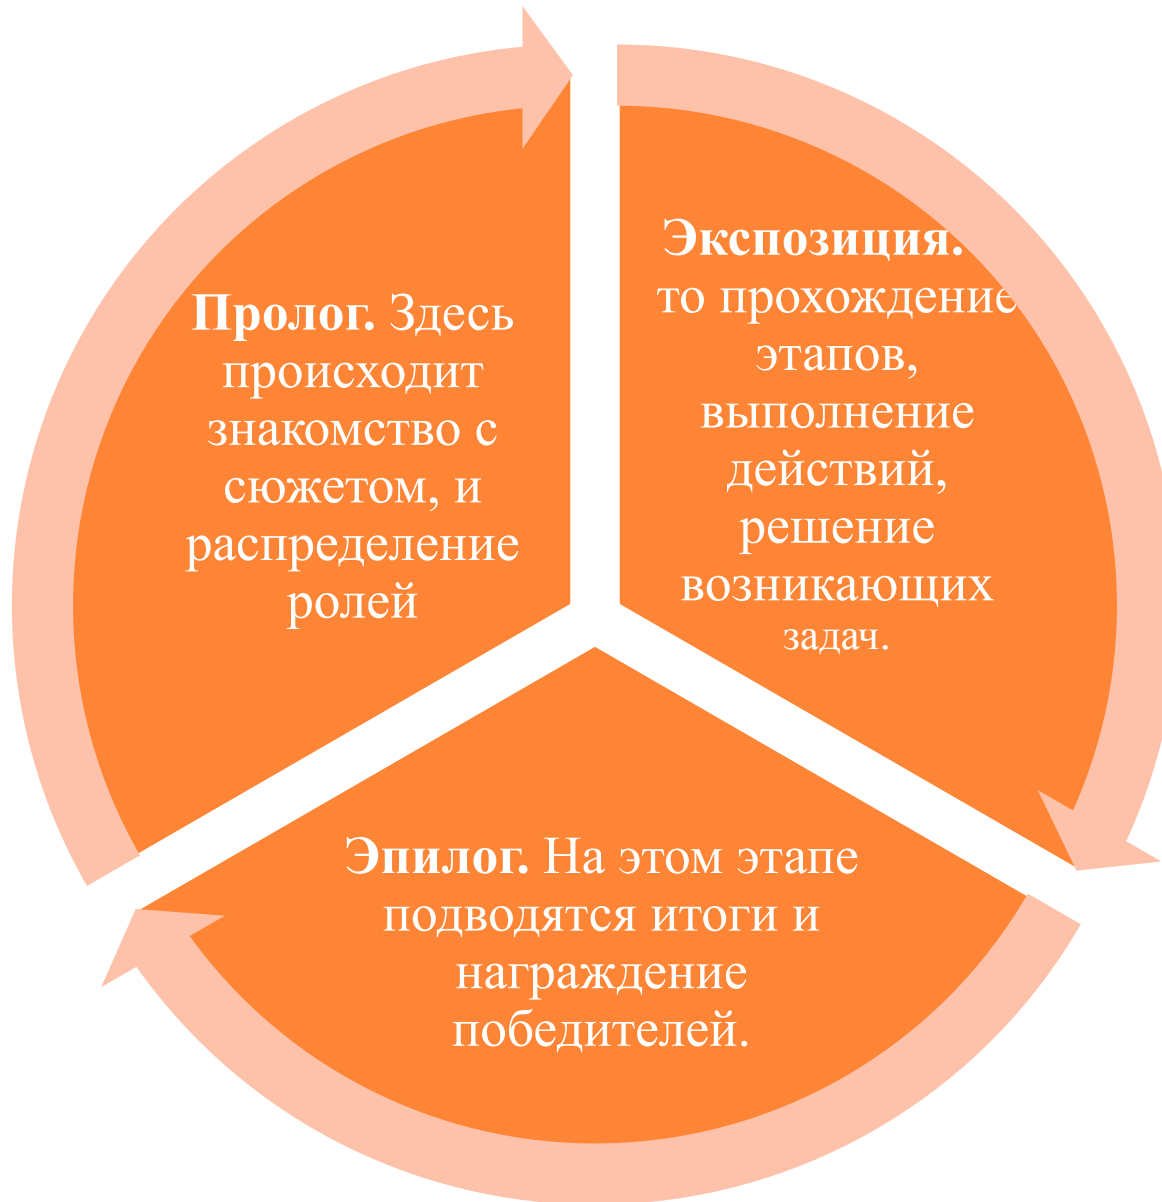 Пролог. Здесь
происходит
знакомство с
сюжетом, и
распределение
ролей
Экспозиция.
то прохождение
этапов,
выполнение
действий,
решение
возникающих
задач.
Эпилог. На этом этапе
подводятся итоги и
награждение
победителей.